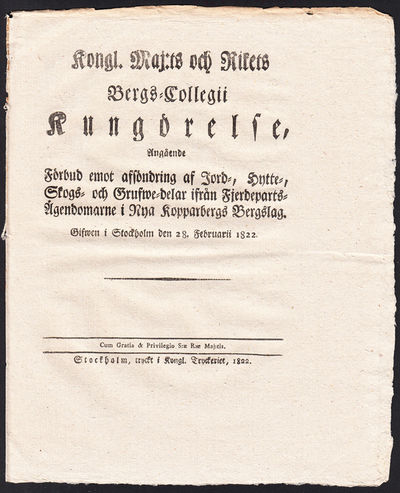 Kongl. Maj:ts och Rikets
Bergs-Collegii
Kungörelse,
Angående
Förbud emot afsöndring af Jord-, Hytte-,
Skogs- och Grufwe-delar ifrån Fjerdeparts-
Ägendomarne i Nya Kopparbergs Bergslag.
Gifwen i Stockholm den 28. Februarii 1822.
Cum Gratia & Privilegio S:æ R:æ Maj:tis.
Stockholm, tryckt i Kongl. Tryckeriet, 1822.